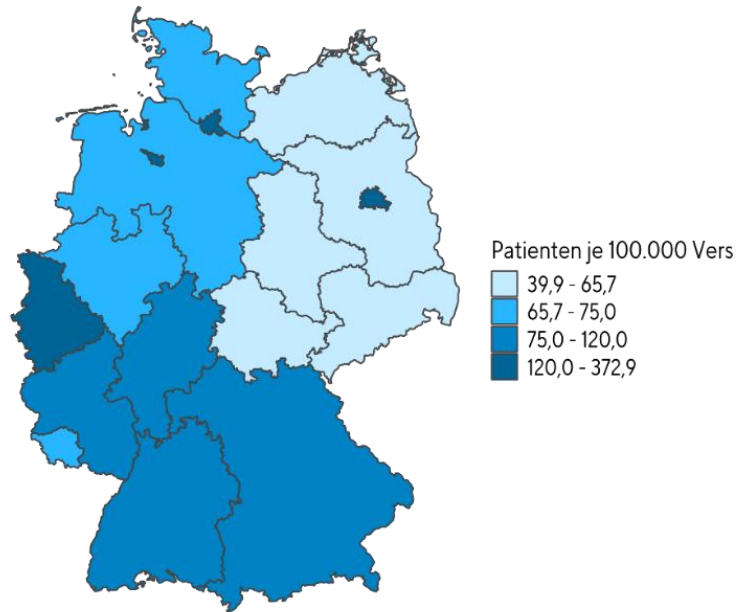 Patienten je 100.000 Vers
39,9 - 65,7
65,7 - 75,0
75,0 - 120,0
120,0 - 372,9